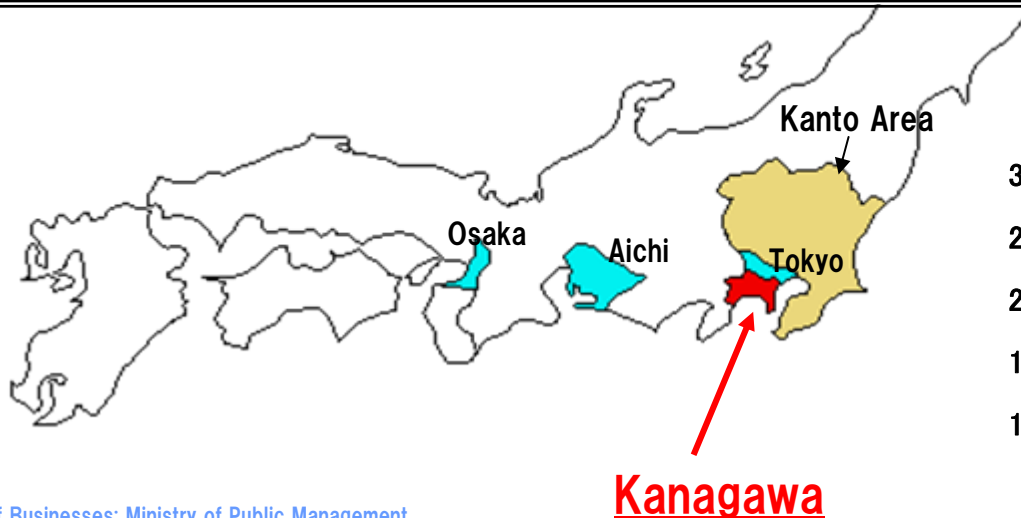 Kanto Area
Osaka
Aichi
Tokyo
Kanagawa
Businesses: Ministry of Public Management